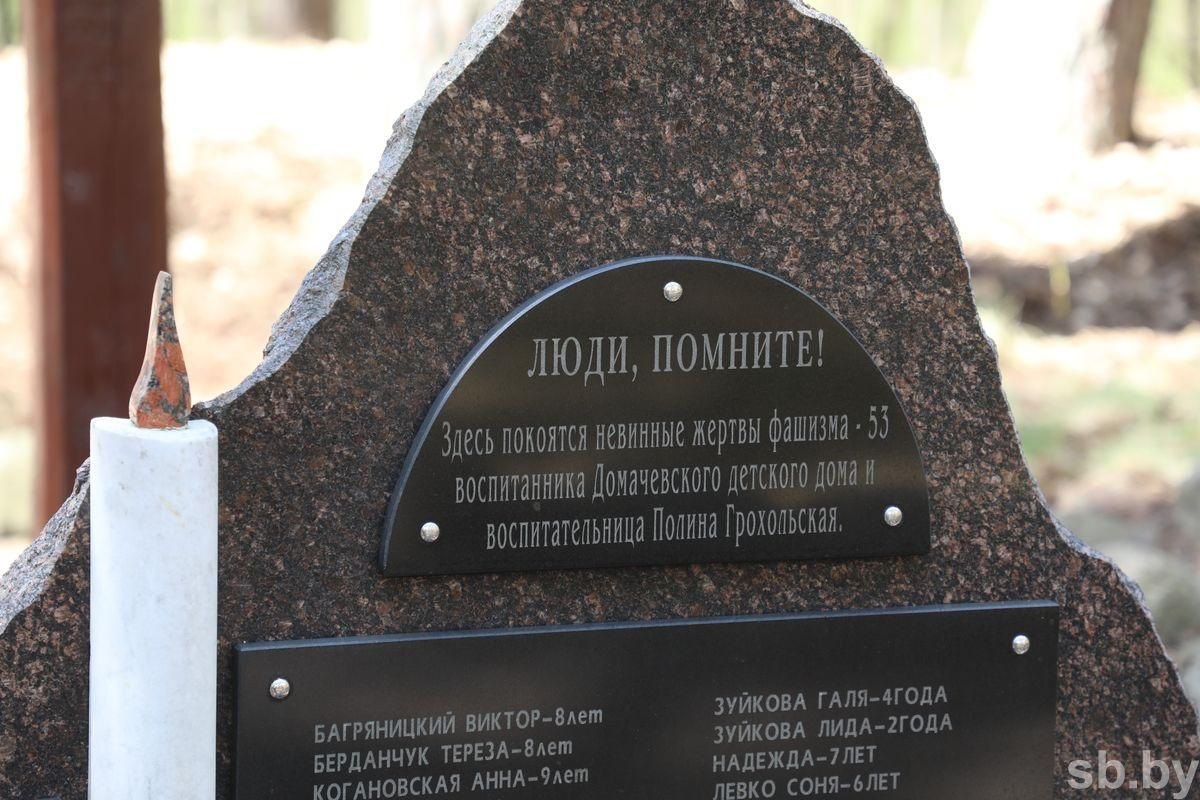 ЛЮДИ, ПОМНИТЕ!
Здесь покоятся невинные жертвы фашизма - 53
воспитанника Домачевского детского дома и
воспитательница Полина Грохольская.
БАГРЯНИЦКИЙ ВИКТОР-8лет
БЕРДАНЧУК ТЕРЕЗА-8лет
КОГАНОВСКАЯ АННА-9лет
ЗУЙКОВА ГАЛЯ-4ГОДА
ЗУЙКОВА ЛИДА-2ГОДА
НАДЕЖДА-7ЛЕТ
ЛЕВКО СОНЯ-6ЛЕТ
sb.by